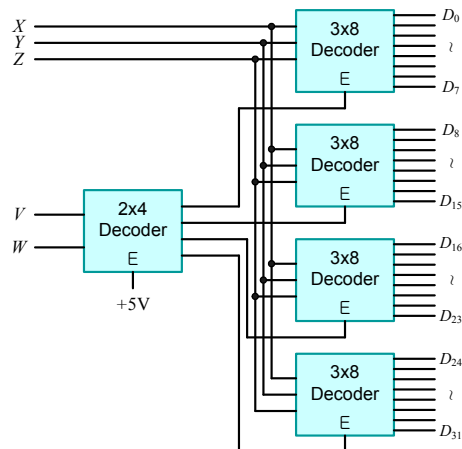 X
Y
Z
3x8
Decoder
E
D0
~
D7
3x8
Decoder
E
D8
~
D15
V
W
2x4
Decoder
E
+5V
3x8
Decoder
E
D16
~
D23
3x8
Decoder
E
D24
~
D31